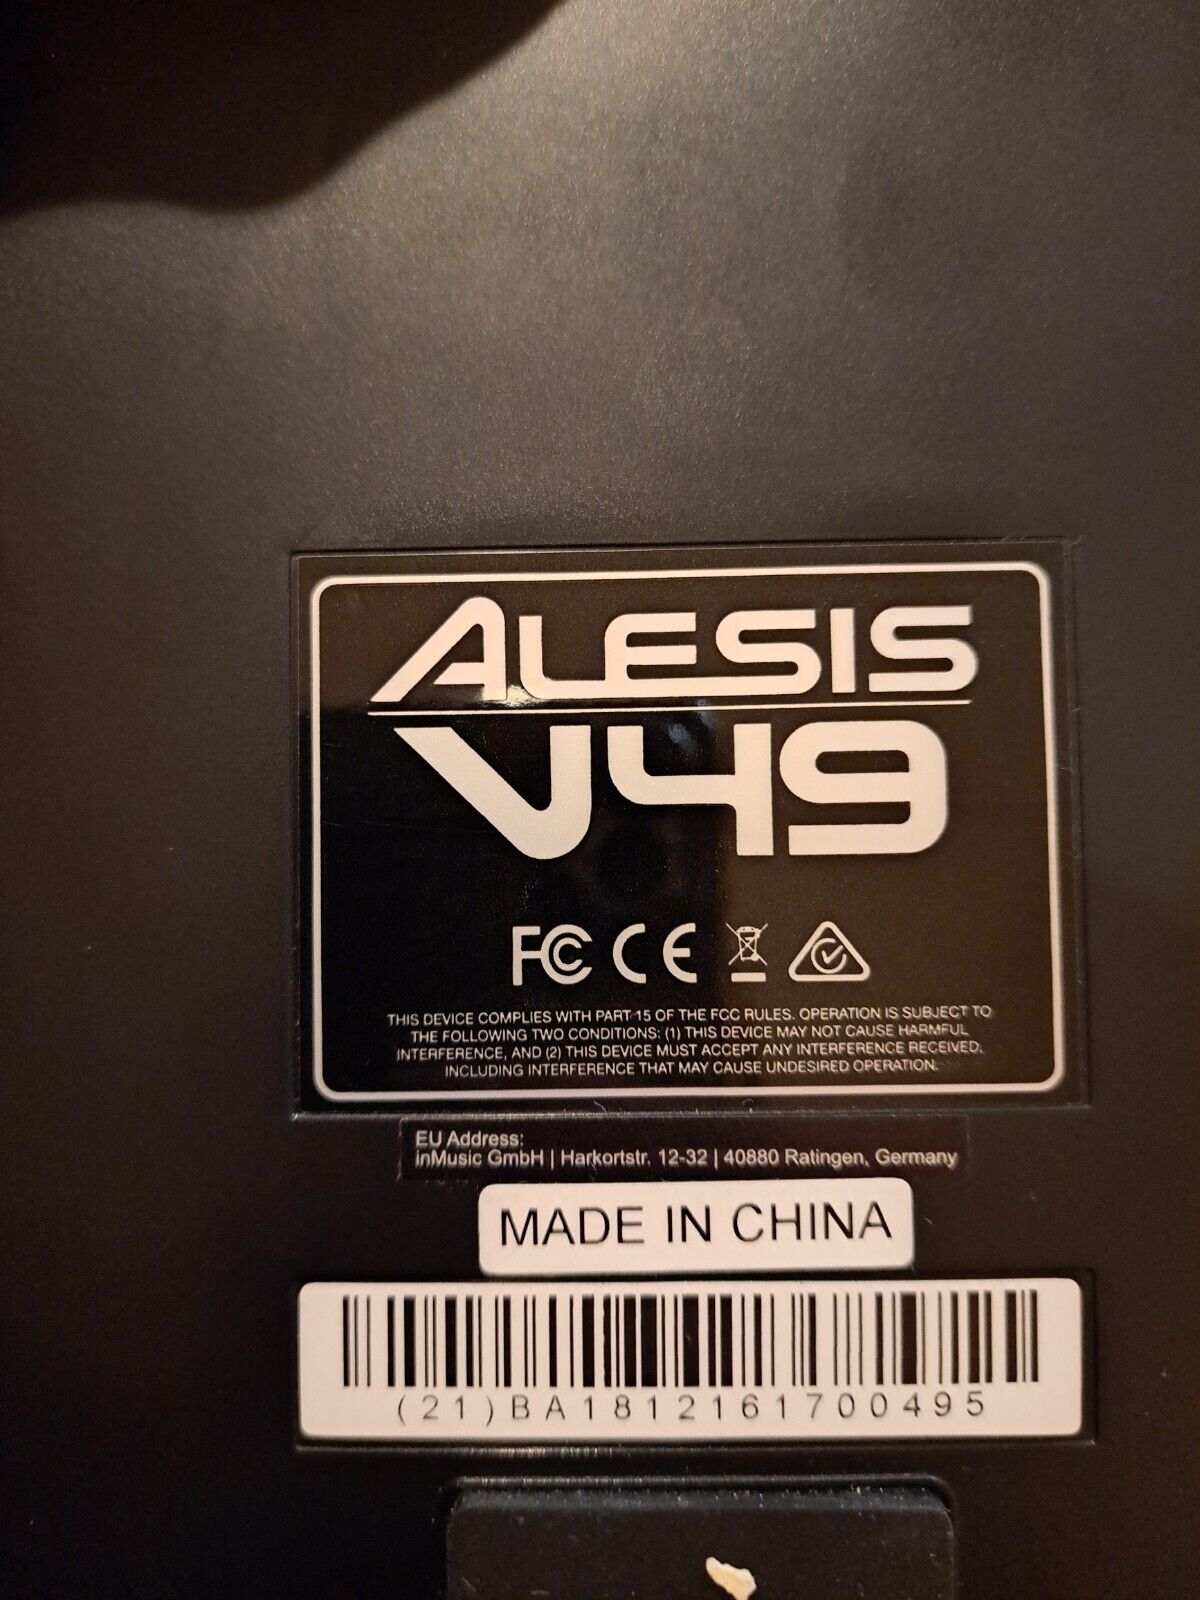 ALESIS
V49
FC CE
THIS DEVICE COMPLIES WITH PART 15 OF THE FCC RULES. OPERATION IS SUBJECT TO
THE FOLLOWING TWO CONDITIONS: (1) THIS DEVICE MAY NOT CAUSE HARMFUL
INTERFERENCE, AND (2) THIS DEVICE MUST ACCEPT ANY INTERFERENCE RECEIVED,
INCLUDING INTERFERENCE THAT MAY CAUSE UNDESIRED OPERATION.
EU Address:
inMusic GmbH | Harkortstr. 12-32 | 40880 Ratingen, Germany
MADE IN CHINA
(21)BA1812161700495